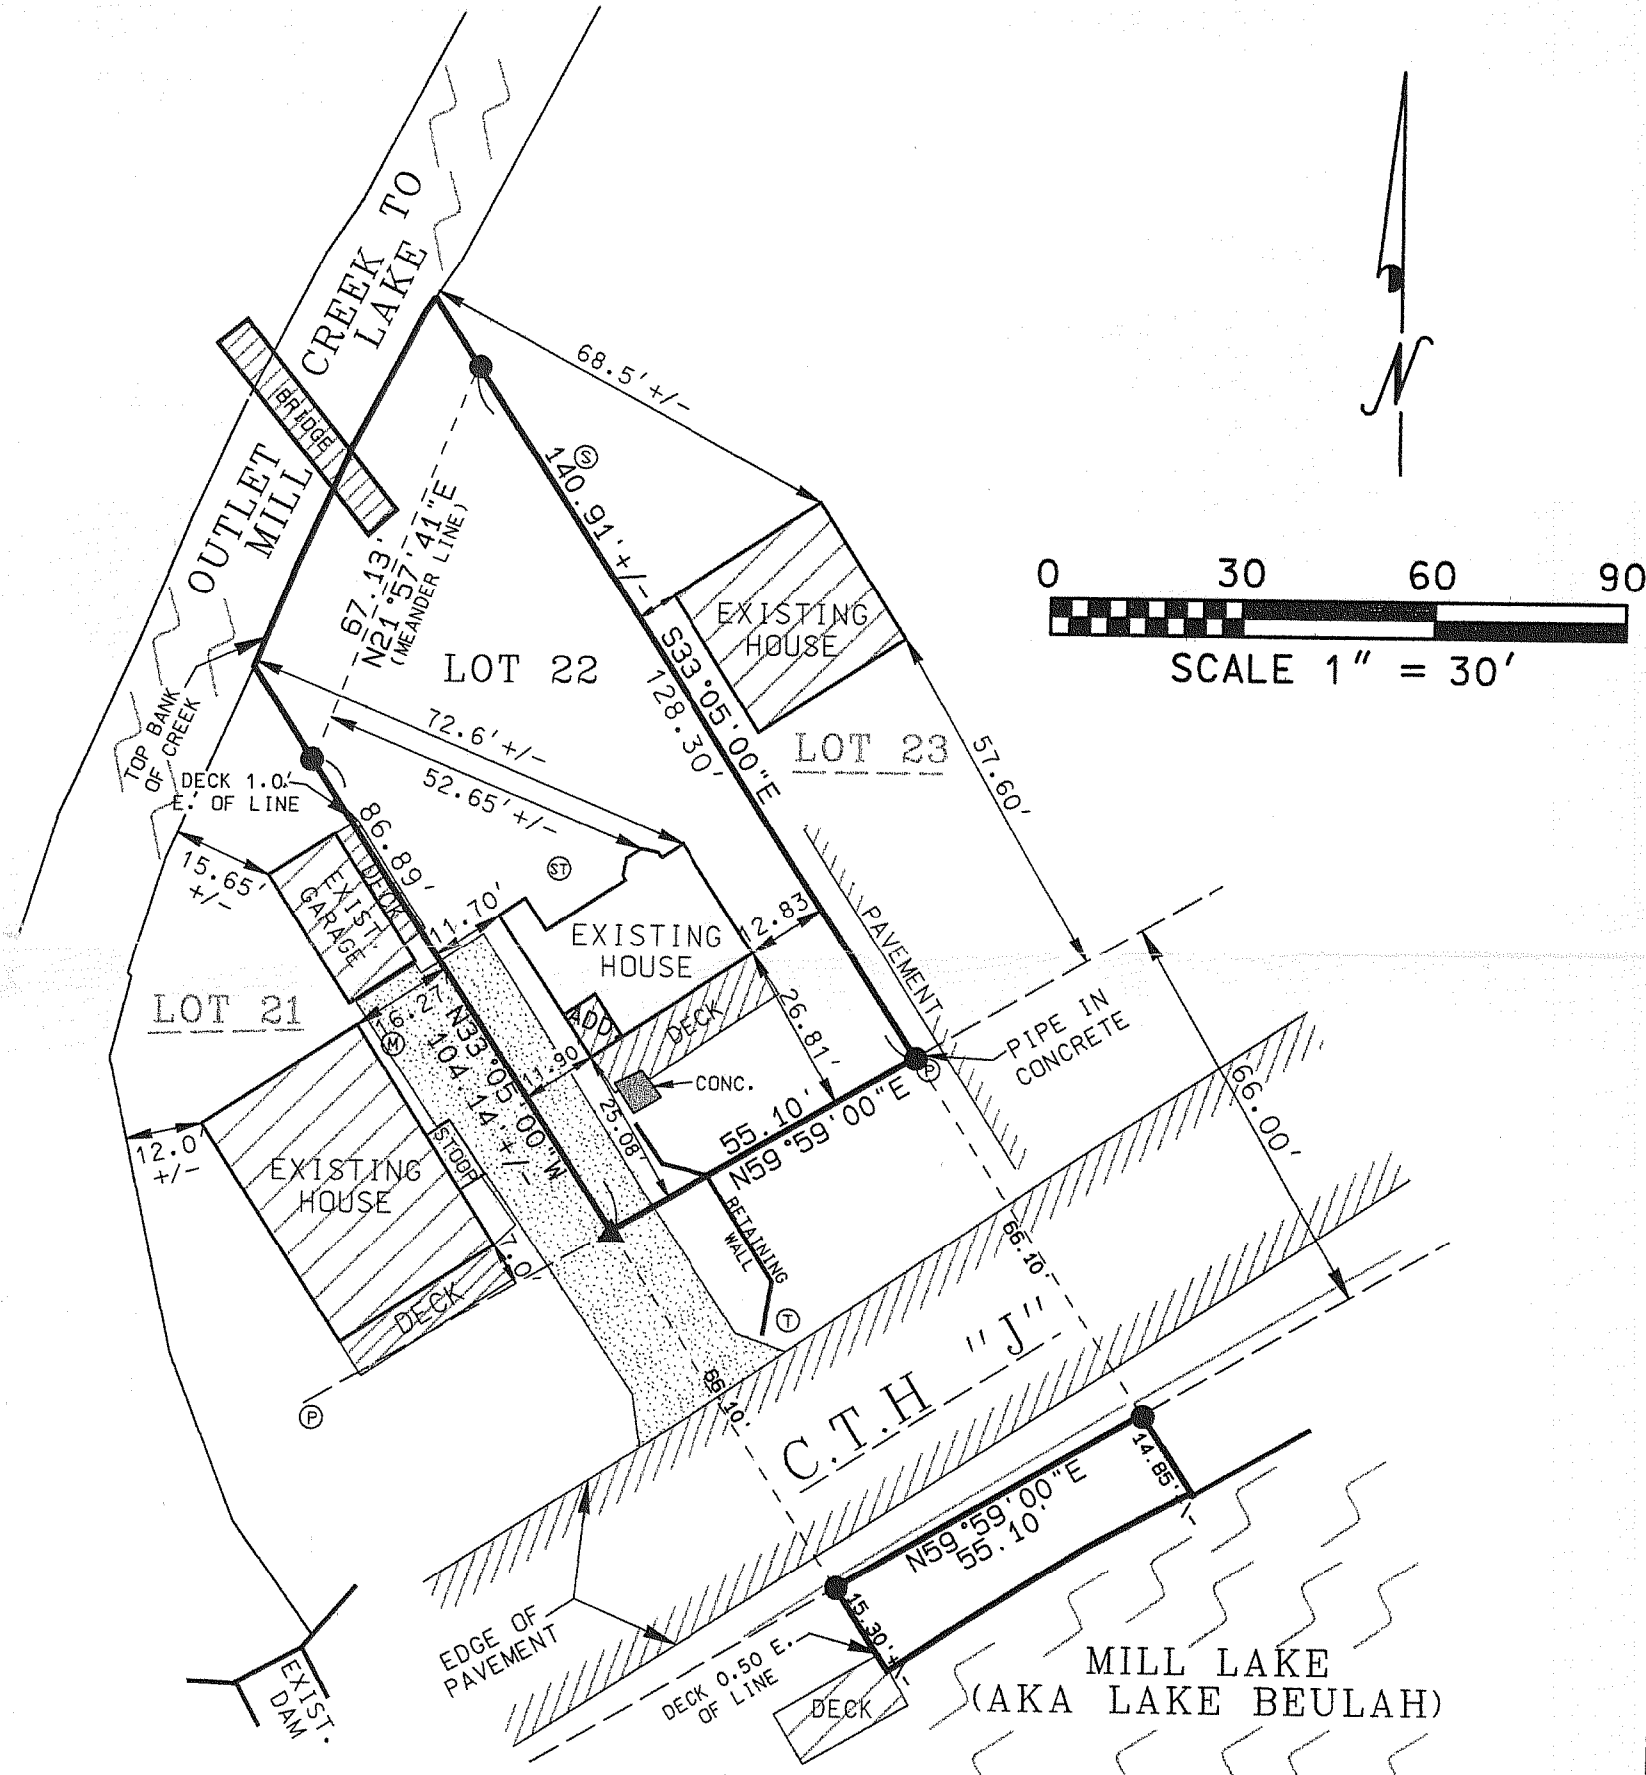 CREEK TO
LAKE
OUTLET
MILL
BRIDGE
68.5'+/-
N
0 30 60 90
SCALE 1" = 30'
S
140.91'+/-
S33°05'00"E
128.30'
67.13'
N21°57'41"E
(MEANDER LINE)
EXISTING
HOUSE
LOT 22
LOT 23
57.60'
TOP BANK
OF CREEK
72.6'+/-
52.65'+/-
DECK 1.0'
E. OF LINE
86.89'
ST
15.65'
+/-
EXIST.
GARAGE
DECK
11.70'
EXISTING
HOUSE
12.83
PAVEMENT
LOT 21
16.27
M
N33°05'00"W
104.14'+/-
ADD.
DECK
26.81'
PIPE IN
CONCRETE
P
11.90
CONC.
25.08'
55.10'
N59°59'00"E
66.00'
12.0'
+/-
EXISTING
HOUSE
STOOP
7.0'
DECK
RETAINING
WALL
T
66.10'
66.10'
P
C.T.H "J"
14.85'+/-
N59°59'00"E
55.10'
15.30'+/-
EDGE OF
PAVEMENT
DECK 0.50 E.
OF LINE
DECK
EXIST.
DAM
MILL LAKE
(AKA LAKE BEULAH)